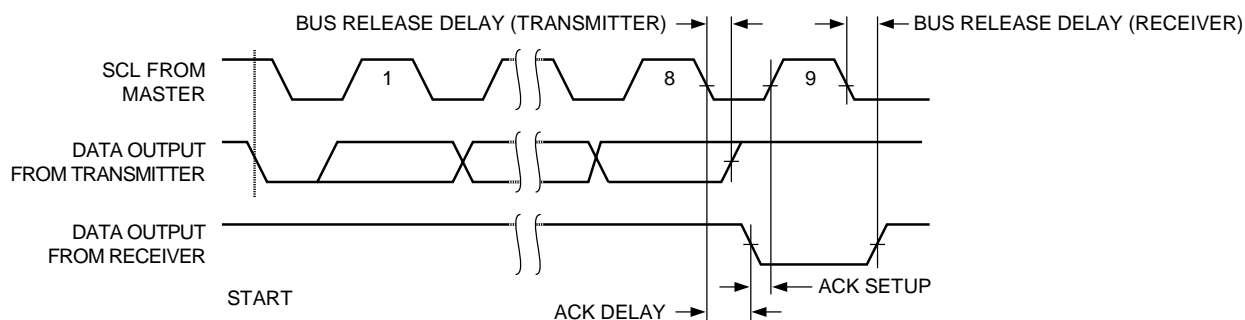 BUS RELEASE DELAY (TRANSMITTER)
BUS RELEASE DELAY (RECEIVER)
SCL FROM
MASTER
1
8
9
DATA OUTPUT
FROM TRANSMITTER
DATA OUTPUT
FROM RECEIVER
START
ACK SETUP
ACK DELAY